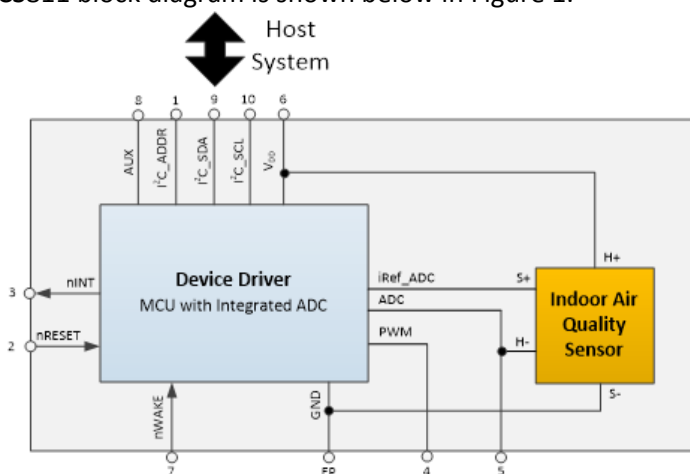 CCS811 block diagram is shown below in Figure 1.
Host
System
8 1 9 10 6
AUX
I²C_ADDR
I²C_SDA
I²C_SCL
VDD
H+
Device Driver
MCU with Integrated ADC
iRef_ADC
S+
ADC
PWM
Indoor Air
Quality
Sensor
H-
S-
3
nINT
2
nRESET
nWAKE
GND
7 EP 4 5